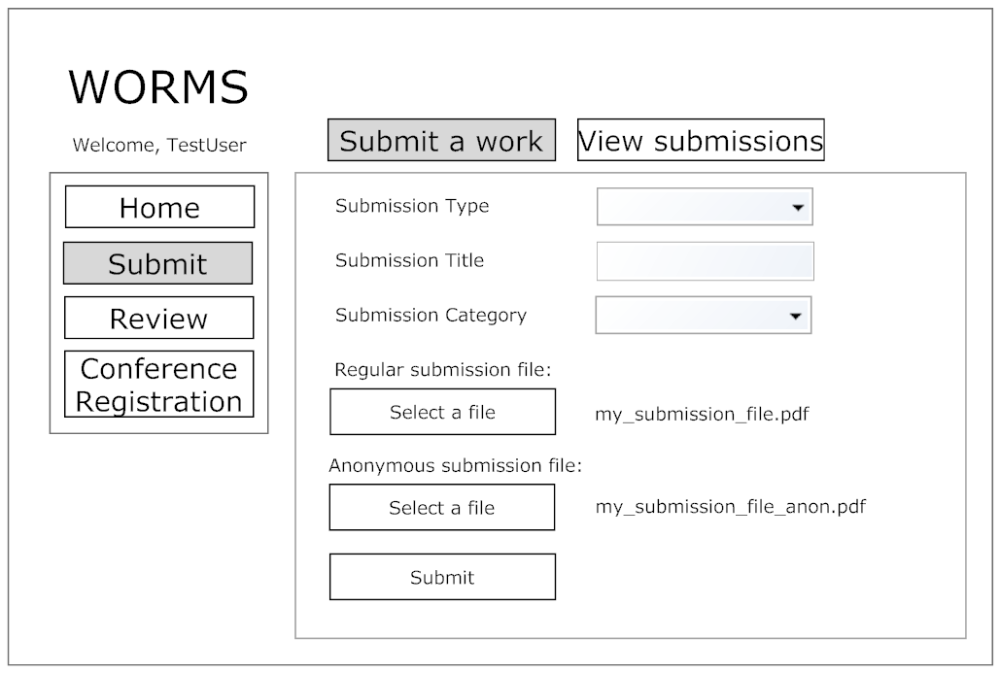 WORMS
Welcome, TestUser
Home
Submit
Review
Conference
Registration
Submit a work
View submissions
Submission Type
Submission Title
Submission Category
Regular submission file:
Select a file
my_submission_file.pdf
Anonymous submission file:
Select a file
my_submission_file_anon.pdf
Submit